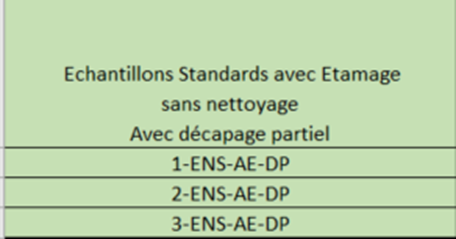 Echantillons Standards avec Etamage
sans nettoyage
Avec décapage partiel
1-ENS-AE-DP
2-ENS-AE-DP
3-ENS-AE-DP